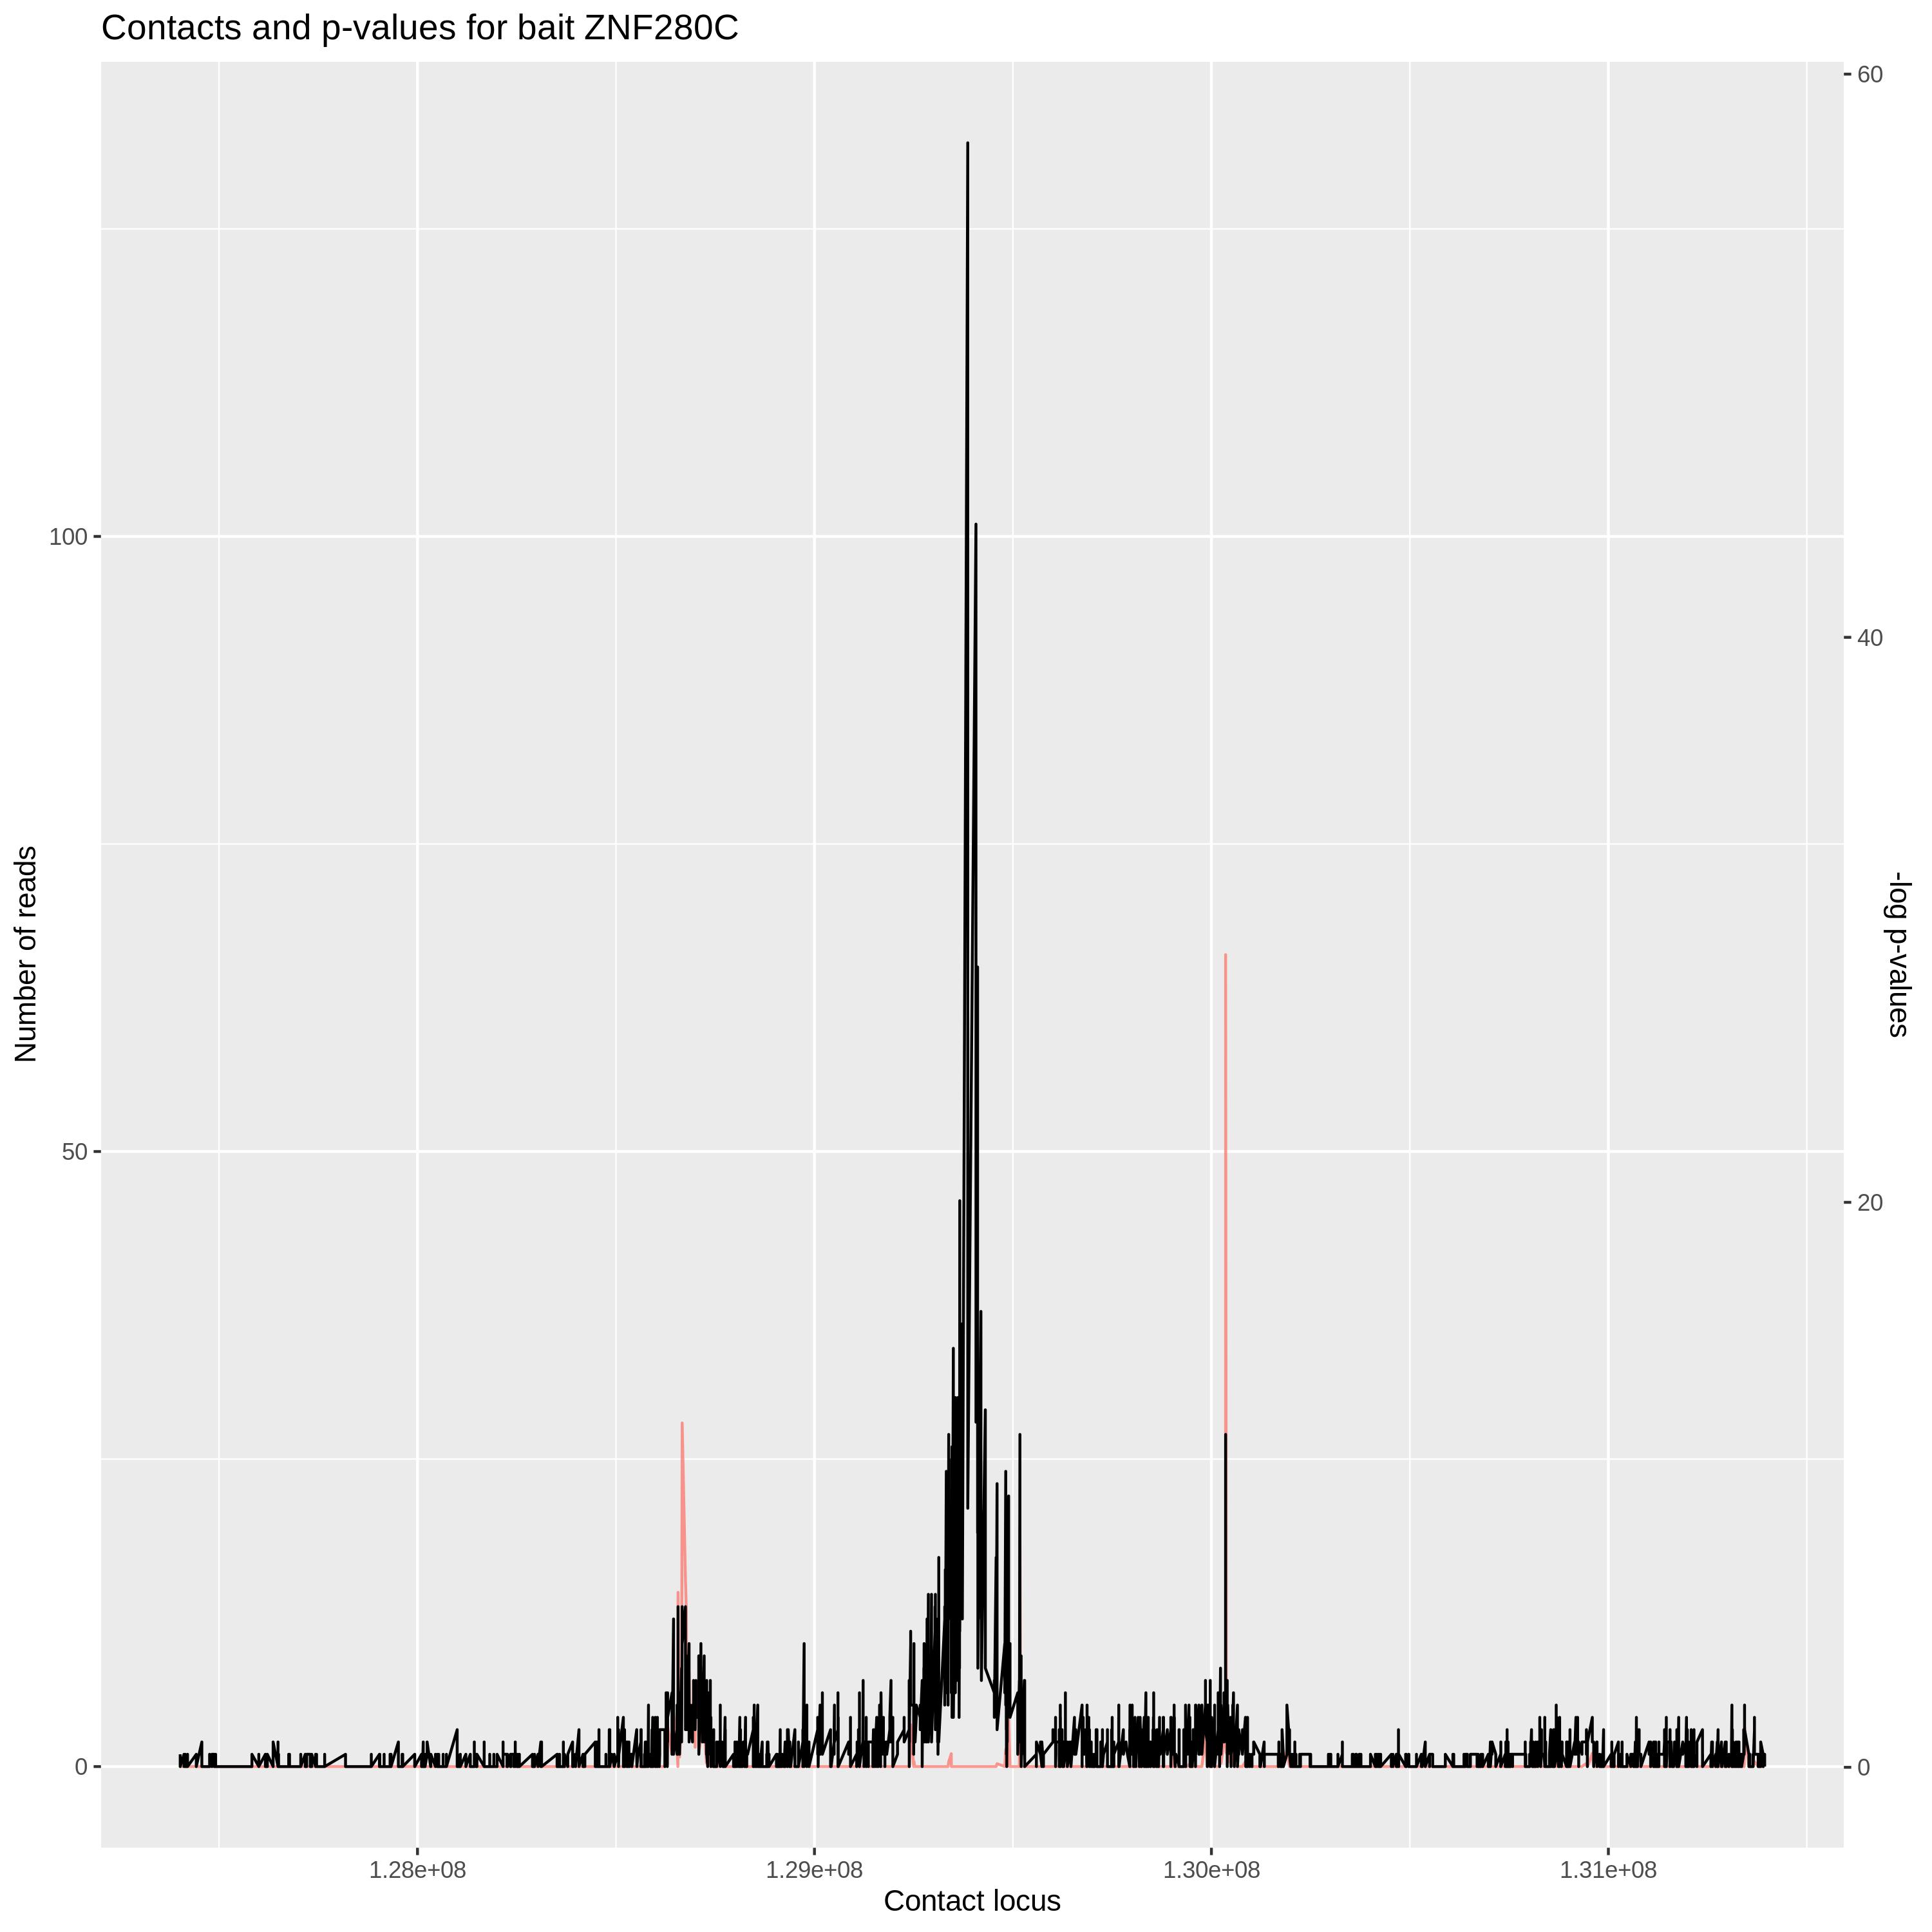 Contacts and p-values for bait ZNF280C
60
100
40
Number of reads
-log p-values
50
20
0
0
1.28e+08
1.29e+08
1.30e+08
1.31e+08
Contact locus